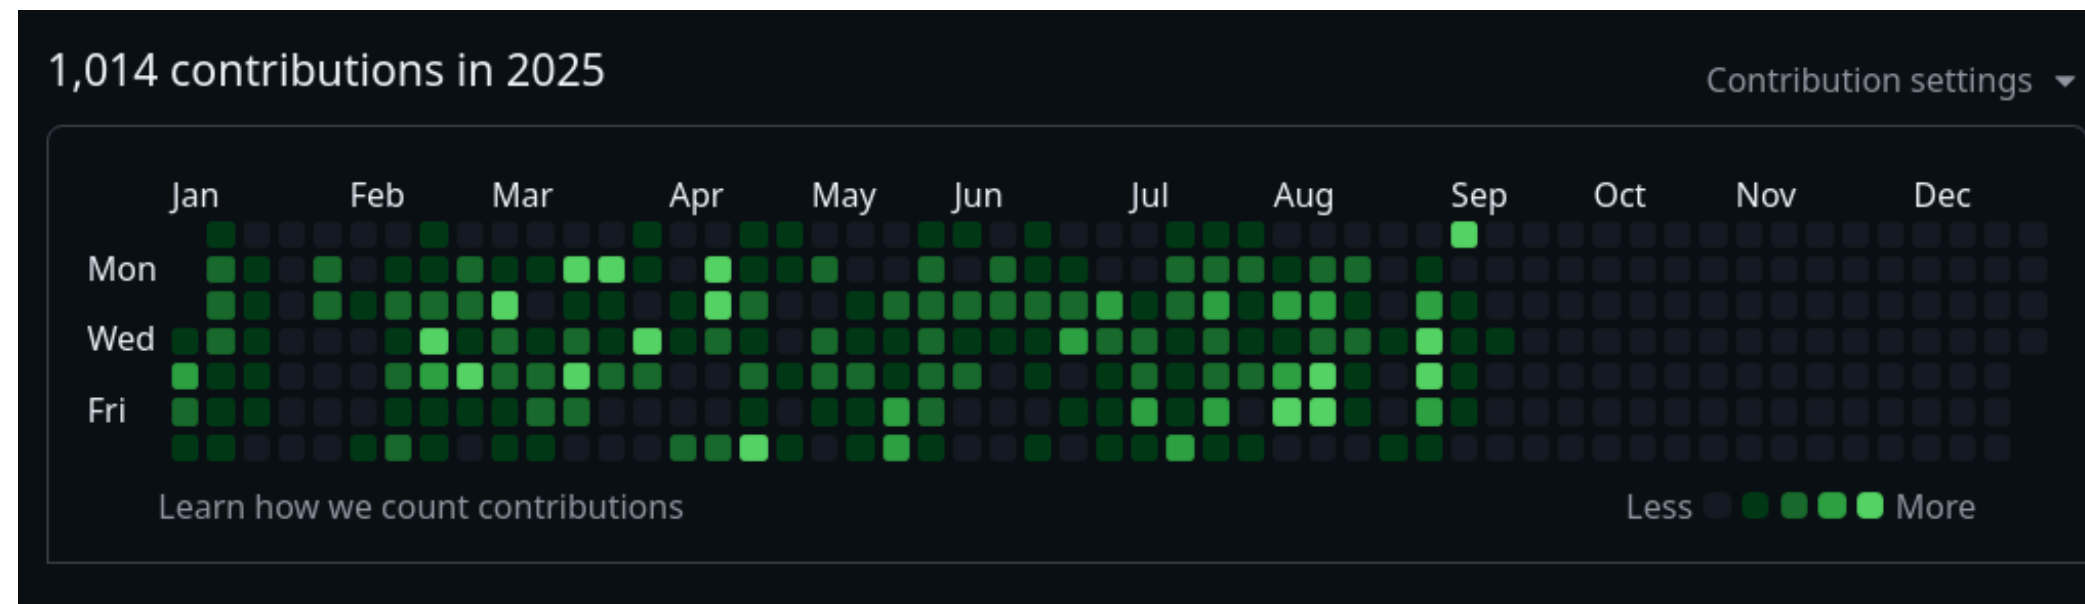 1,014 contributions in 2025
Contribution settings
Jan Feb Mar Apr May Jun Jul Aug Sep Oct Nov Dec
Mon
Wed
Fri
Learn how we count contributions
Less More